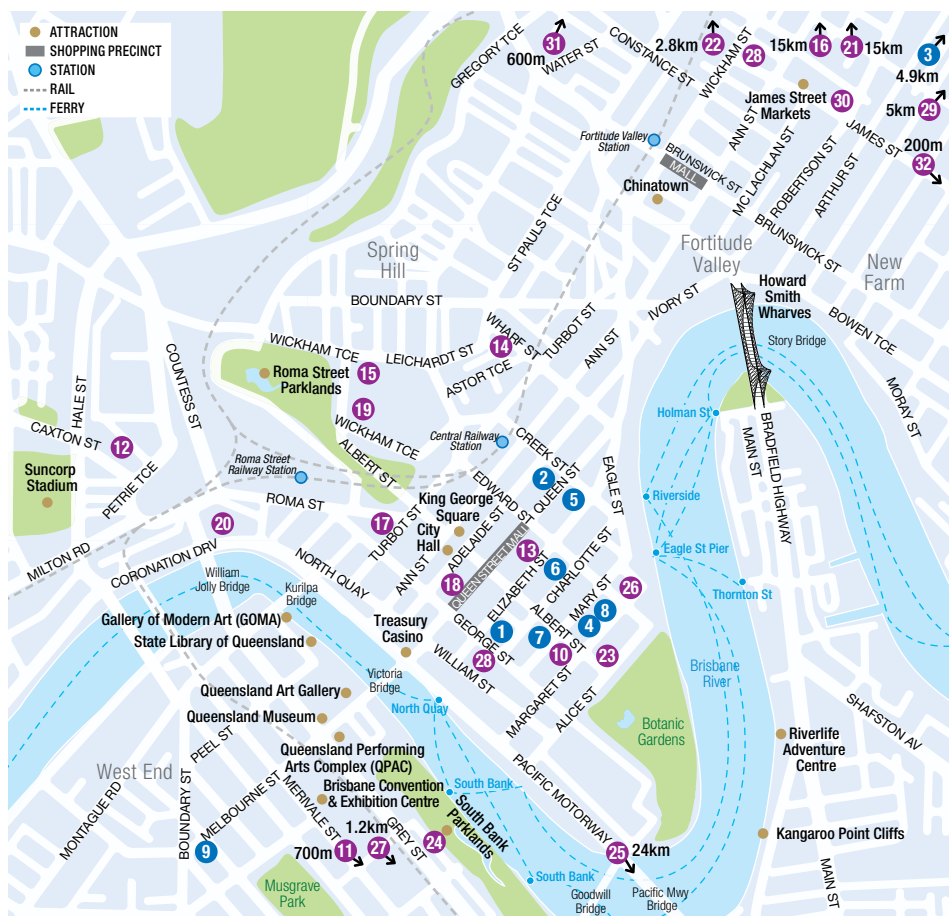 ATTRACTION
SHOPPING PRECINCT
STATION
RAIL
FERRY
GREGORY TCE
31
600m
WATER ST
CONSTANCE ST
2.8km
22
WICKHAM ST
28
15km
16
21
15km
3
4.9km
James Street
Markets
30
5km
29
JAMES ST
200m
32
Fortitude Valley
Station
BRUNSWICK ST
MALL
ANN ST
MC LACHLAN ST
ROBERTSON ST
ARTHUR ST
Chinatown
BRUNSWICK ST
ST PAULS TCE
Spring
Hill
Fortitude
Valley
New
Farm
BOUNDARY ST
IVORY ST
Howard
Smith
Wharves
BOWEN TCE
Story Bridge
WHARF ST
14
TURBOT ST
ANN ST
WICKHAM TCE
LEICHARDT ST
ASTOR TCE
Roma Street
Parklands
15
19
COUNTESS ST
HALE ST
MORAY ST
Holman St
MAIN ST
BRADFIELD HIGHWAY
CAXTON ST
12
WICKHAM TCE
ALBERT ST
Central Railway
Station
CREEK ST
Suncorp
Stadium
PETRIE TCE
Roma Street
Railway Station
ROMA ST
EDWARD ST
2
QUEEN ST
5
EAGLE ST
Riverside
King George
Square
City
Hall
ADELAIDE ST
20
17
TURBOT ST
MILTON RD
CORONATION DRV
NORTH QUAY
ANN ST
18
QUEEN STREET MALL
13
6
CHARLOTTE ST
Eagle St Pier
Thornton St
William
Jolly Bridge
Kurilpa
Bridge
ELIZABETH ST
MARY ST
26
8
4
Gallery of Modern Art (GOMA)
State Library of Queensland
Treasury
Casino
GEORGE ST
1
7
ALBERT ST
10
23
28
WILLIAM ST
Victoria
Bridge
MARGARET ST
ALICE ST
Brisbane
River
Queensland Art Gallery
North Quay
Queensland Museum
Botanic
Gardens
SHAFSTON AV
PEEL ST
Queensland Performing
Arts Complex (QPAC)
Riverlife
Adventure
Centre
West End
PACIFIC MOTORWAY
Brisbane Convention
& Exhibition Centre
South Bank
MONTAGUE RD
BOUNDARY ST
MELBOURNE ST
MERIVALE ST
GREY ST
South Bank
Parklands
1.2km
9
700m
11
27
24
25
24km
Kangaroo Point Cliffs
South Bank
Musgrave
Park
Goodwill
Bridge
Pacific Mwy
Bridge
MAIN ST